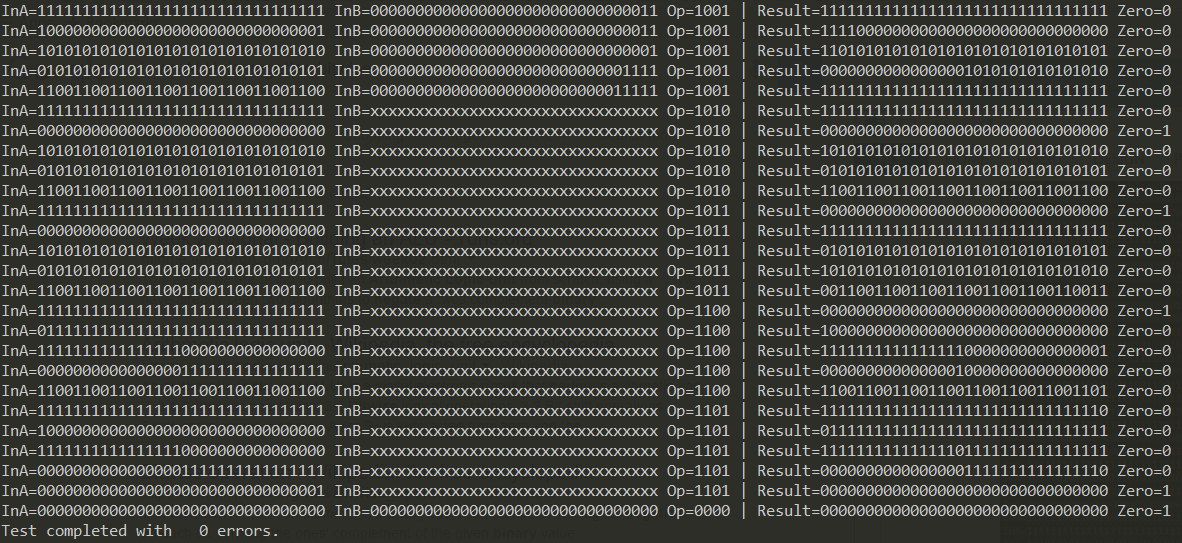 InA=11111111111111111111111111111111 InB=00000000000000000000000000000011 Op=1001 | Result=11111111111111111111111111111111 Zero=0
InA=10000000000000000000000000000001 InB=00000000000000000000000000000011 Op=1001 | Result=11110000000000000000000000000000 Zero=0
InA=10101010101010101010101010101010 InB=00000000000000000000000000000001 Op=1001 | Result=11010101010101010101010101010101 Zero=0
InA=01010101010101010101010101010101 InB=00000000000000000000000000001111 Op=1001 | Result=00000000000000001010101010101010 Zero=0
InA=11001100110011001100110011001100 InB=00000000000000000000000000011111 Op=1001 | Result=11111111111111111111111111111111 Zero=0
InA=11111111111111111111111111111111 InB=xxxxxxxxxxxxxxxxxxxxxxxxxxxxxxxx Op=1010 | Result=11111111111111111111111111111111 Zero=0
InA=00000000000000000000000000000000 InB=xxxxxxxxxxxxxxxxxxxxxxxxxxxxxxxx Op=1010 | Result=00000000000000000000000000000000 Zero=1
InA=10101010101010101010101010101010 InB=xxxxxxxxxxxxxxxxxxxxxxxxxxxxxxxx Op=1010 | Result=10101010101010101010101010101010 Zero=0
InA=01010101010101010101010101010101 InB=xxxxxxxxxxxxxxxxxxxxxxxxxxxxxxxx Op=1010 | Result=01010101010101010101010101010101 Zero=0
InA=11001100110011001100110011001100 InB=xxxxxxxxxxxxxxxxxxxxxxxxxxxxxxxx Op=1010 | Result=11001100110011001100110011001100 Zero=0
InA=11111111111111111111111111111111 InB=xxxxxxxxxxxxxxxxxxxxxxxxxxxxxxxx Op=1011 | Result=00000000000000000000000000000000 Zero=1
InA=00000000000000000000000000000000 InB=xxxxxxxxxxxxxxxxxxxxxxxxxxxxxxxx Op=1011 | Result=11111111111111111111111111111111 Zero=0
InA=10101010101010101010101010101010 InB=xxxxxxxxxxxxxxxxxxxxxxxxxxxxxxxx Op=1011 | Result=01010101010101010101010101010101 Zero=0
InA=01010101010101010101010101010101 InB=xxxxxxxxxxxxxxxxxxxxxxxxxxxxxxxx Op=1011 | Result=10101010101010101010101010101010 Zero=0
InA=11001100110011001100110011001100 InB=xxxxxxxxxxxxxxxxxxxxxxxxxxxxxxxx Op=1011 | Result=00110011001100110011001100110011 Zero=0
InA=11111111111111111111111111111111 InB=xxxxxxxxxxxxxxxxxxxxxxxxxxxxxxxx Op=1100 | Result=00000000000000000000000000000000 Zero=1
InA=01111111111111111111111111111111 InB=xxxxxxxxxxxxxxxxxxxxxxxxxxxxxxxx Op=1100 | Result=10000000000000000000000000000000 Zero=0
InA=11111111111111110000000000000000 InB=xxxxxxxxxxxxxxxxxxxxxxxxxxxxxxxx Op=1100 | Result=11111111111111110000000000000001 Zero=0
InA=00000000000000001111111111111111 InB=xxxxxxxxxxxxxxxxxxxxxxxxxxxxxxxx Op=1100 | Result=00000000000000010000000000000000 Zero=0
InA=11001100110011001100110011001100 InB=xxxxxxxxxxxxxxxxxxxxxxxxxxxxxxxx Op=1100 | Result=11001100110011001100110011001101 Zero=0
InA=11111111111111111111111111111111 InB=xxxxxxxxxxxxxxxxxxxxxxxxxxxxxxxx Op=1101 | Result=11111111111111111111111111111110 Zero=0
InA=10000000000000000000000000000000 InB=xxxxxxxxxxxxxxxxxxxxxxxxxxxxxxxx Op=1101 | Result=01111111111111111111111111111111 Zero=0
InA=11111111111111110000000000000000 InB=xxxxxxxxxxxxxxxxxxxxxxxxxxxxxxxx Op=1101 | Result=11111111111111101111111111111111 Zero=0
InA=00000000000000001111111111111111 InB=xxxxxxxxxxxxxxxxxxxxxxxxxxxxxxxx Op=1101 | Result=00000000000000001111111111111110 Zero=0
InA=00000000000000000000000000000001 InB=xxxxxxxxxxxxxxxxxxxxxxxxxxxxxxxx Op=1101 | Result=00000000000000000000000000000000 Zero=1
InA=00000000000000000000000000000000 InB=00000000000000000000000000000000 Op=0000 | Result=00000000000000000000000000000000 Zero=1
Test completed with   0 errors.